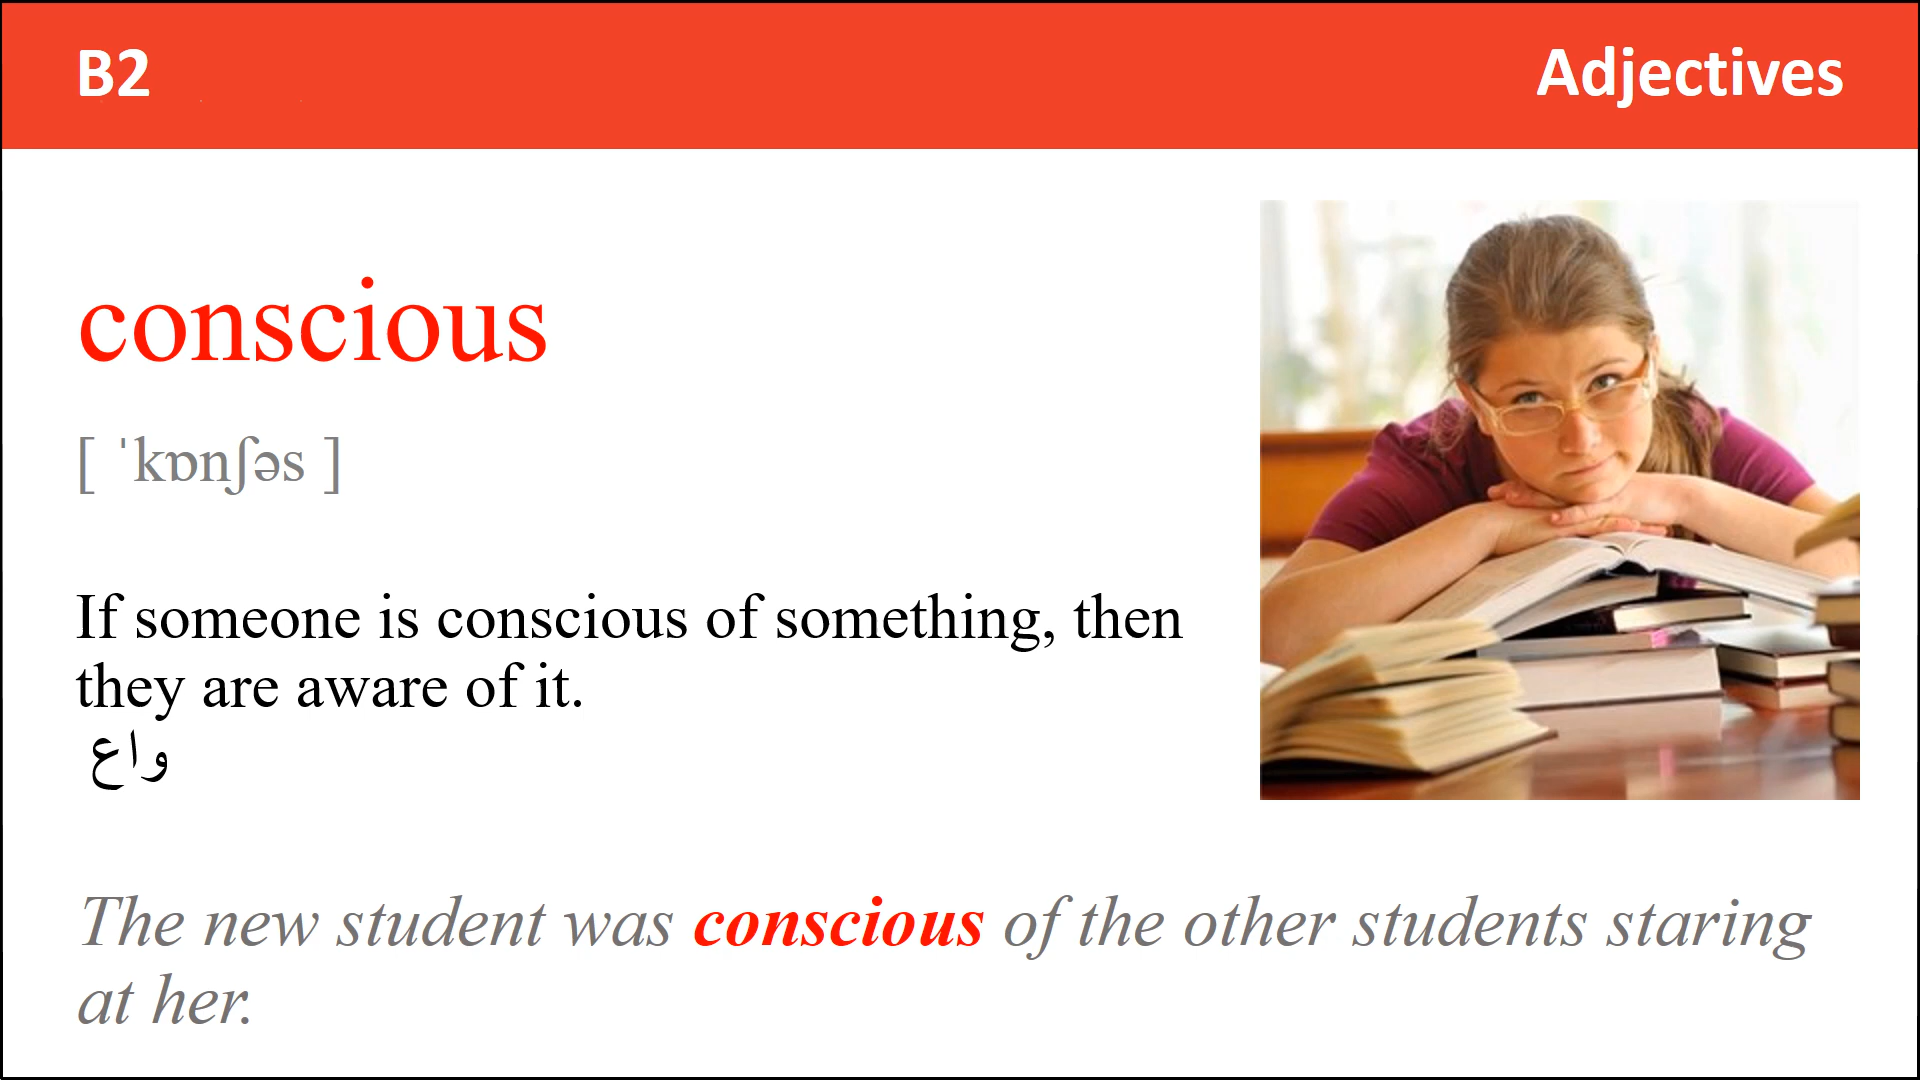 B2
Adjectives
conscious
[ ˈkɒnʃəs ]
If someone is conscious of something, then
they are aware of it.
واع
The new student was conscious of the other students staring
at her.